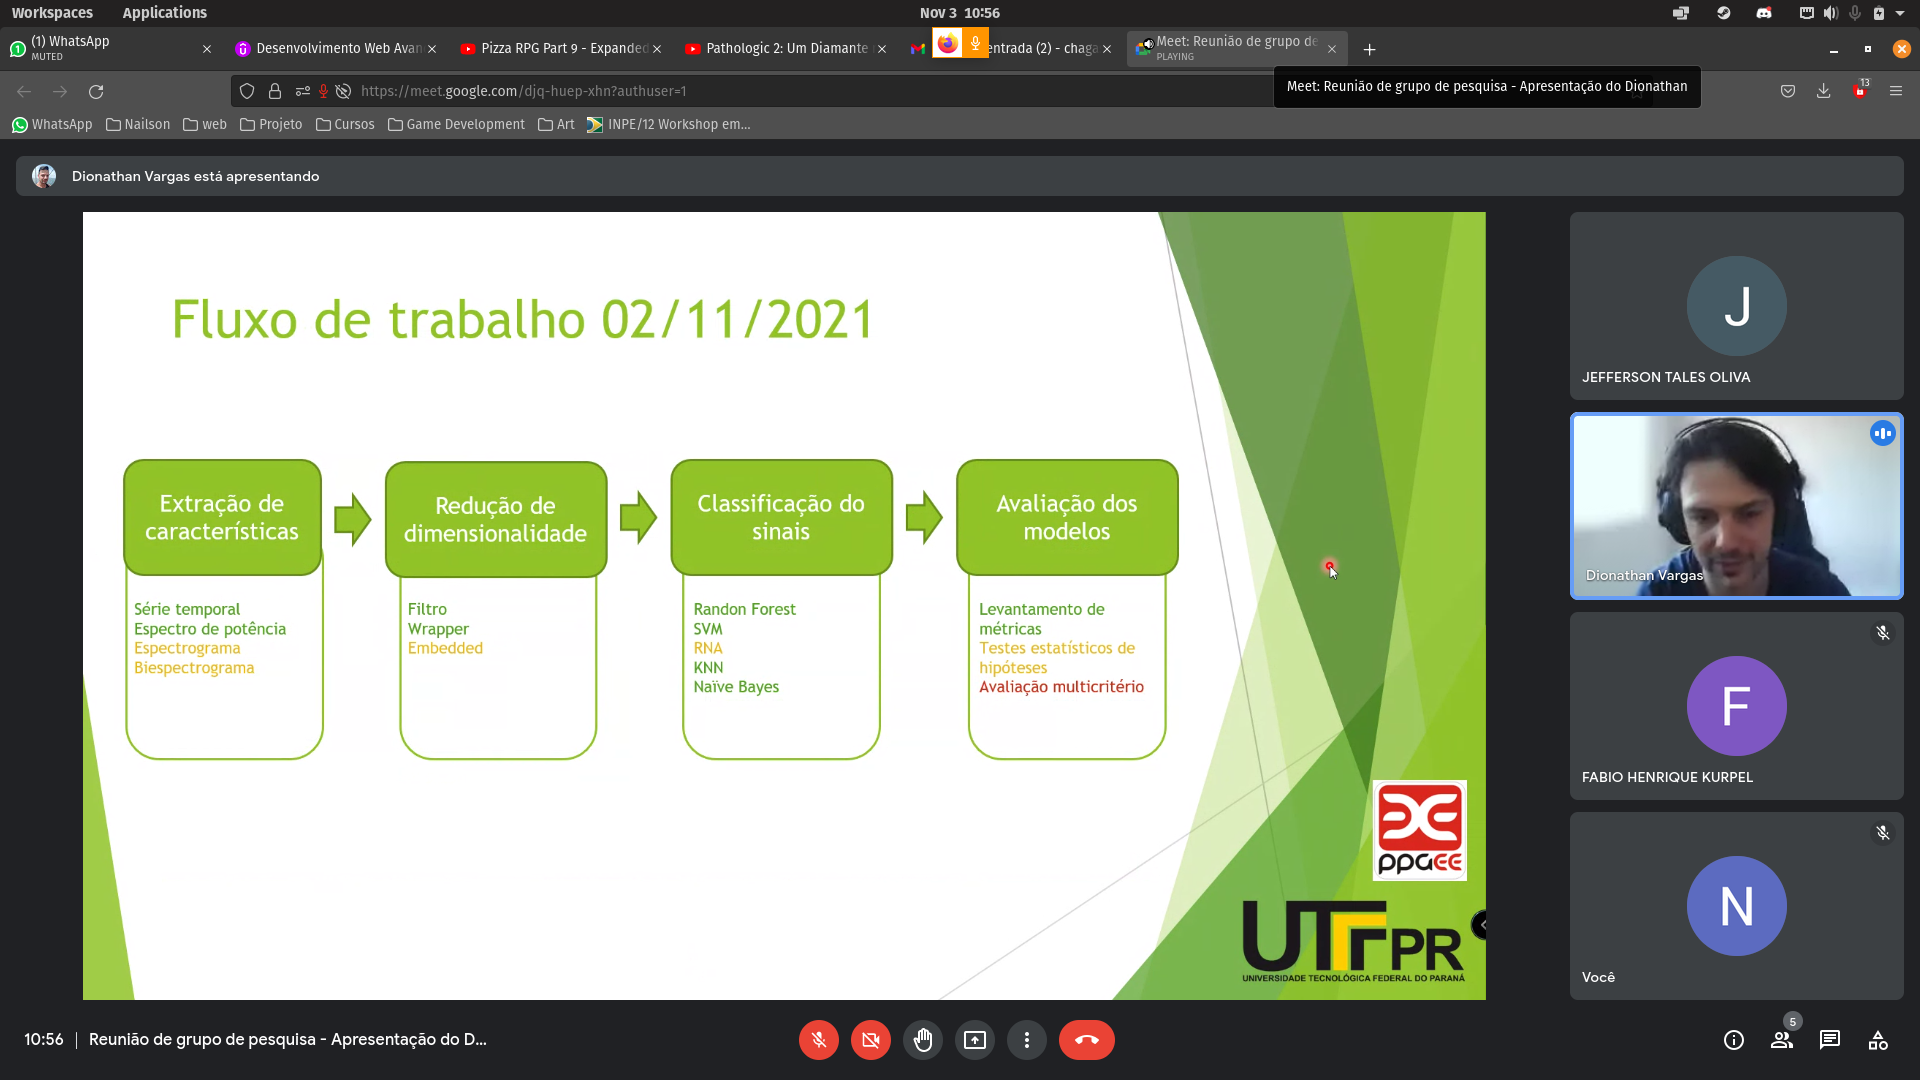 Workspaces Applications Nov 3 10:56
(1) WhatsApp
MUTED
Desenvolvimento Web Avan
Pizza RPG Part 9 - Expanded
Pathologic 2: Um Diamante
entrada (2) - chaga
Meet: Reunião de grupo de
PLAYING
https://meet.google.com/djq-huep-xhn?authuser=1
Meet: Reunião de grupo de pesquisa - Apresentação do Dionathan
13
WhatsApp Nailson web Projeto Cursos Game Development Art INPE/12 Workshop em...
Dionathan Vargas está apresentando
Fluxo de trabalho 02/11/2021
Extração de
características
Série temporal
Espectro de potência
Espectrograma
Biespectrograma
Redução de
dimensionalidade
Filtro
Wrapper
Embedded
Classificação do
sinais
Randon Forest
SVM
RNA
KNN
Naïve Bayes
Avaliação dos
modelos
Levantamento de
métricas
Testes estatísticos de
hipóteses
Avaliação multicritério
ppgee
UTFPR
UNIVERSIDADE TECNOLÓGICA FEDERAL DO PARANÁ
J
JEFFERSON TALES OLIVA
Dionathan Vargas
F
FABIO HENRIQUE KURPEL
N
Você
10:56 | Reunião de grupo de pesquisa - Apresentação do D...
5